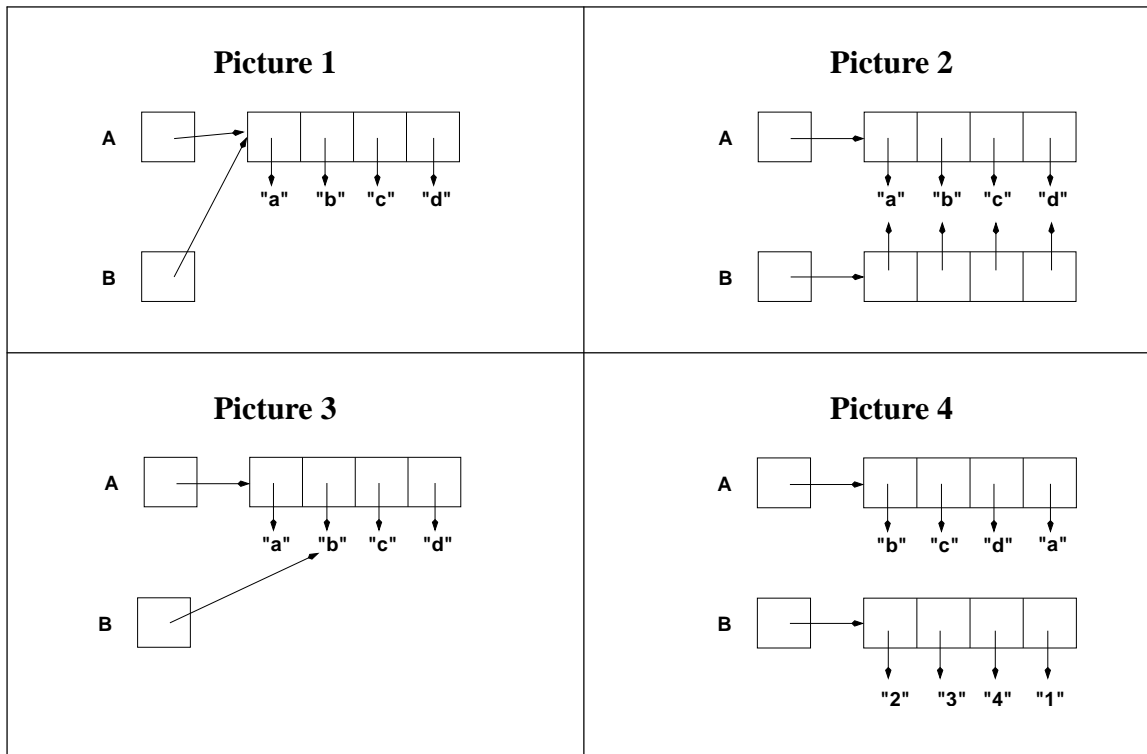 Picture 1
A
"a" "b" "c" "d"
B
Picture 2
A
"a" "b" "c" "d"
B
Picture 3
A
"a" "b" "c" "d"
B
Picture 4
A
"b" "c" "d" "a"
B
"2" "3" "4" "1"